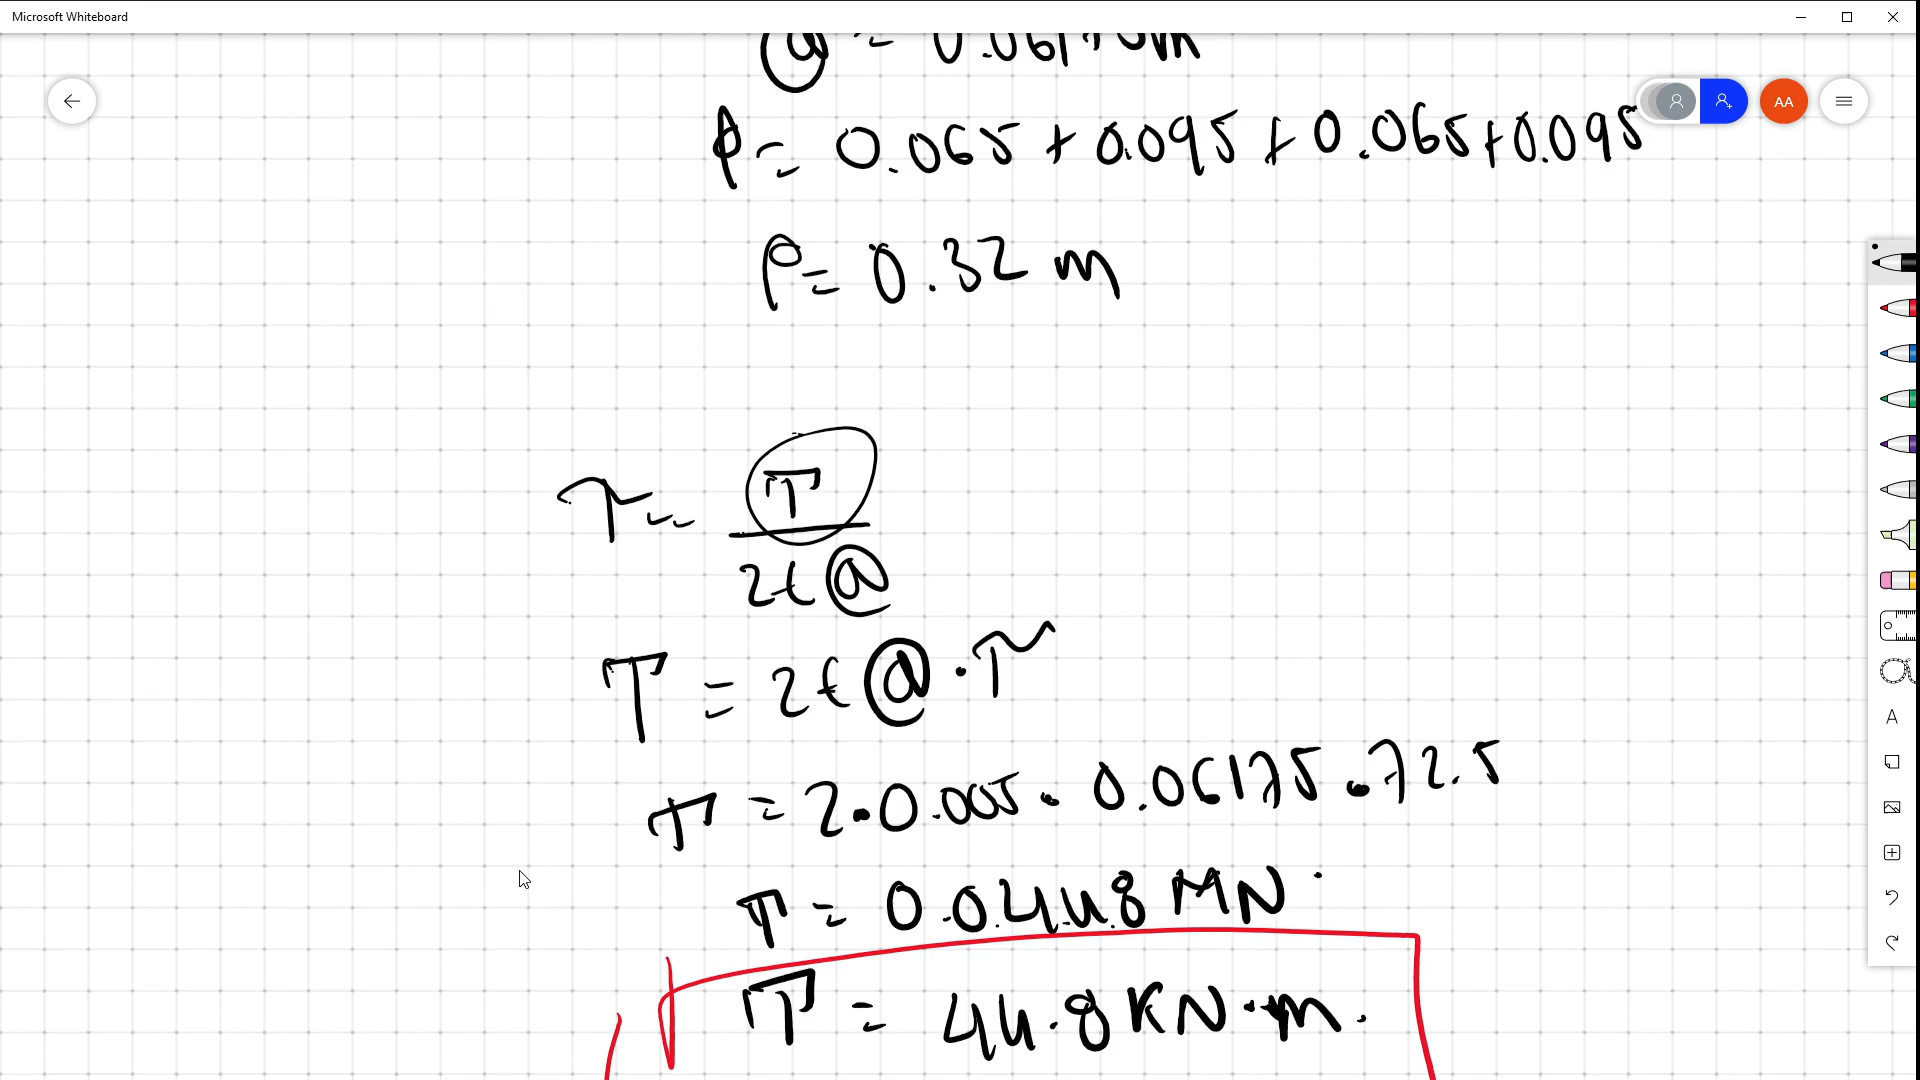 Microsoft Whiteboard
AA
P = 0.065 + 0.095 + 0.065 + 0.095
P = 0.32 m
τ = T
2t ⓐ
T = 2t ⓐ · τ
T = 2 · 0.005 · 0.06175 · 72.5
T = 0.0448 MN ·
T = 44.8 KN·m.
A